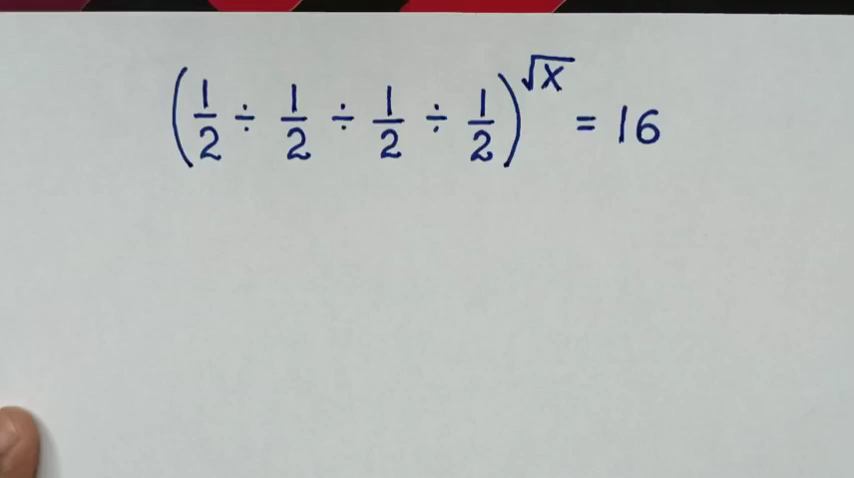 (1/2 ÷ 1/2 ÷ 1/2 ÷ 1/2)^√x = 16